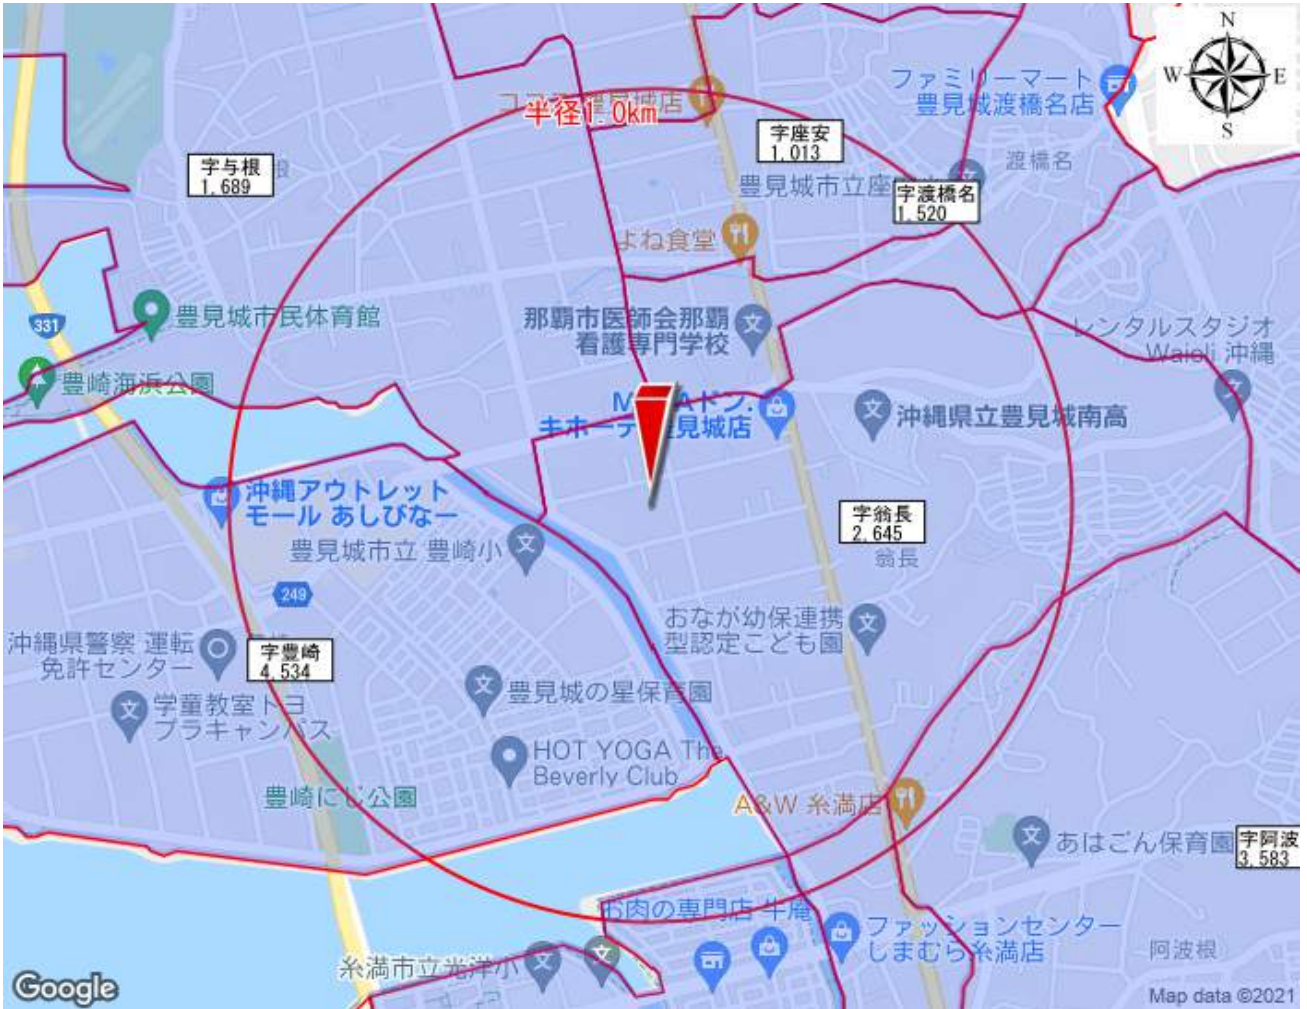 N
W
E
S
ファミリーマート
豊見城渡橋名店
半径1.0km
字座安
1,013
渡橋名
字与根
1,689
豊見城市立座
字渡橋名
1,520
よね食堂
豊見城市民体育館
那覇市医師会那覇
看護専門学校
331
レンタルスタジオ
Waioli 沖縄
豊崎海浜公園
キホーテ豊見城店
沖縄県立豊見城南高
沖縄アウトレット
モール あしびなー
字翁長
2,645
翁長
豊見城市立 豊崎小
249
おなが幼保連携
型認定こども園
沖縄県警察 運転
免許センター
字豊崎
4,534
豊見城の星保育園
学童教室トヨ
プラキャンパス
HOT YOGA The
Beverly Club
豊崎にじ公園
A&W 糸満店
あはごん保育園
字阿波
3,583
お肉の専門店 牛庵
ファッションセンター
しまむら糸満店
糸満市立光洋小
阿波根
Google
Map data ©2021